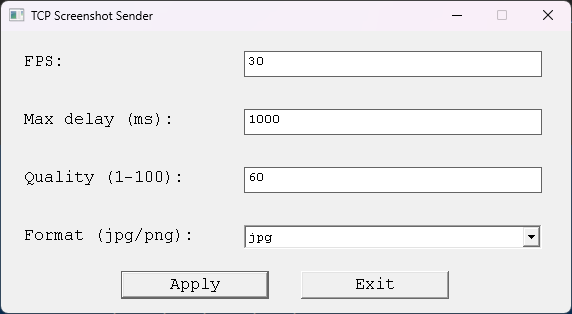 TCP Screenshot Sender
FPS: 30
Max delay (ms): 1000
Quality (1-100): 60
Format (jpg/png): jpg
Apply Exit